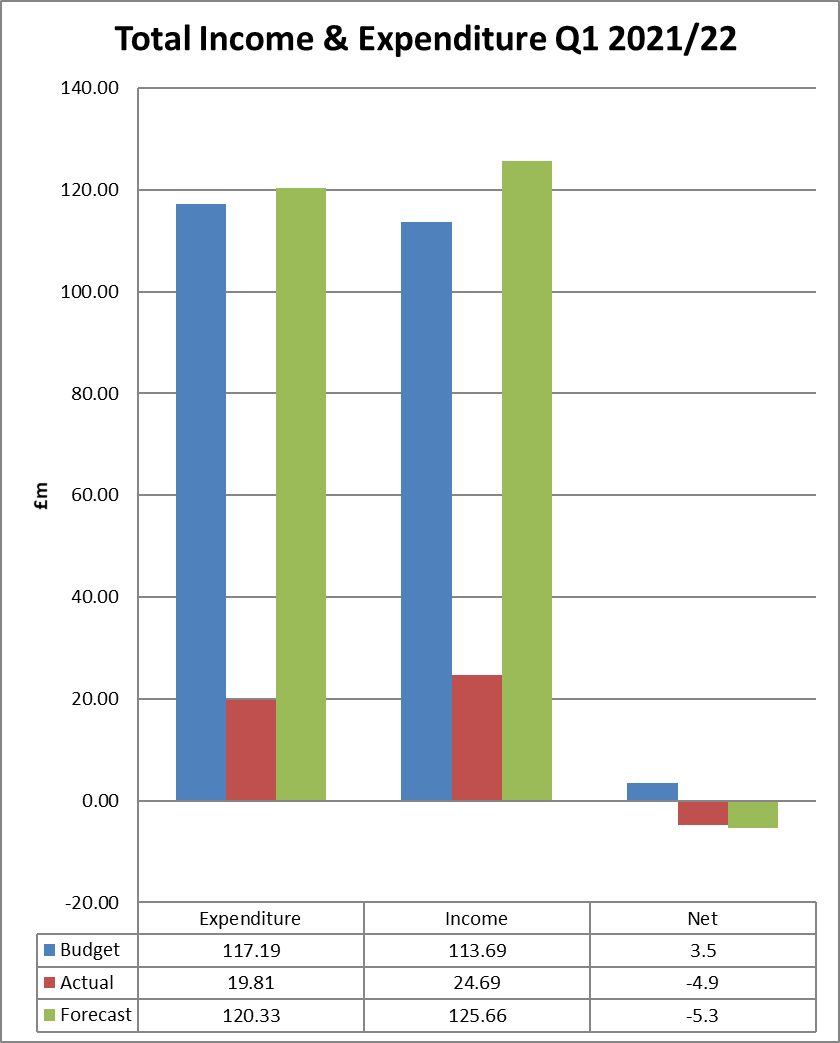 Total Income & Expenditure Q1 2021/22
140.00
120.00
100.00
80.00
60.00
40.00
20.00
0.00
-20.00
£m
Expenditure Income Net
Budget 117.19 113.69 3.5
Actual 19.81 24.69 -4.9
Forecast 120.33 125.66 -5.3